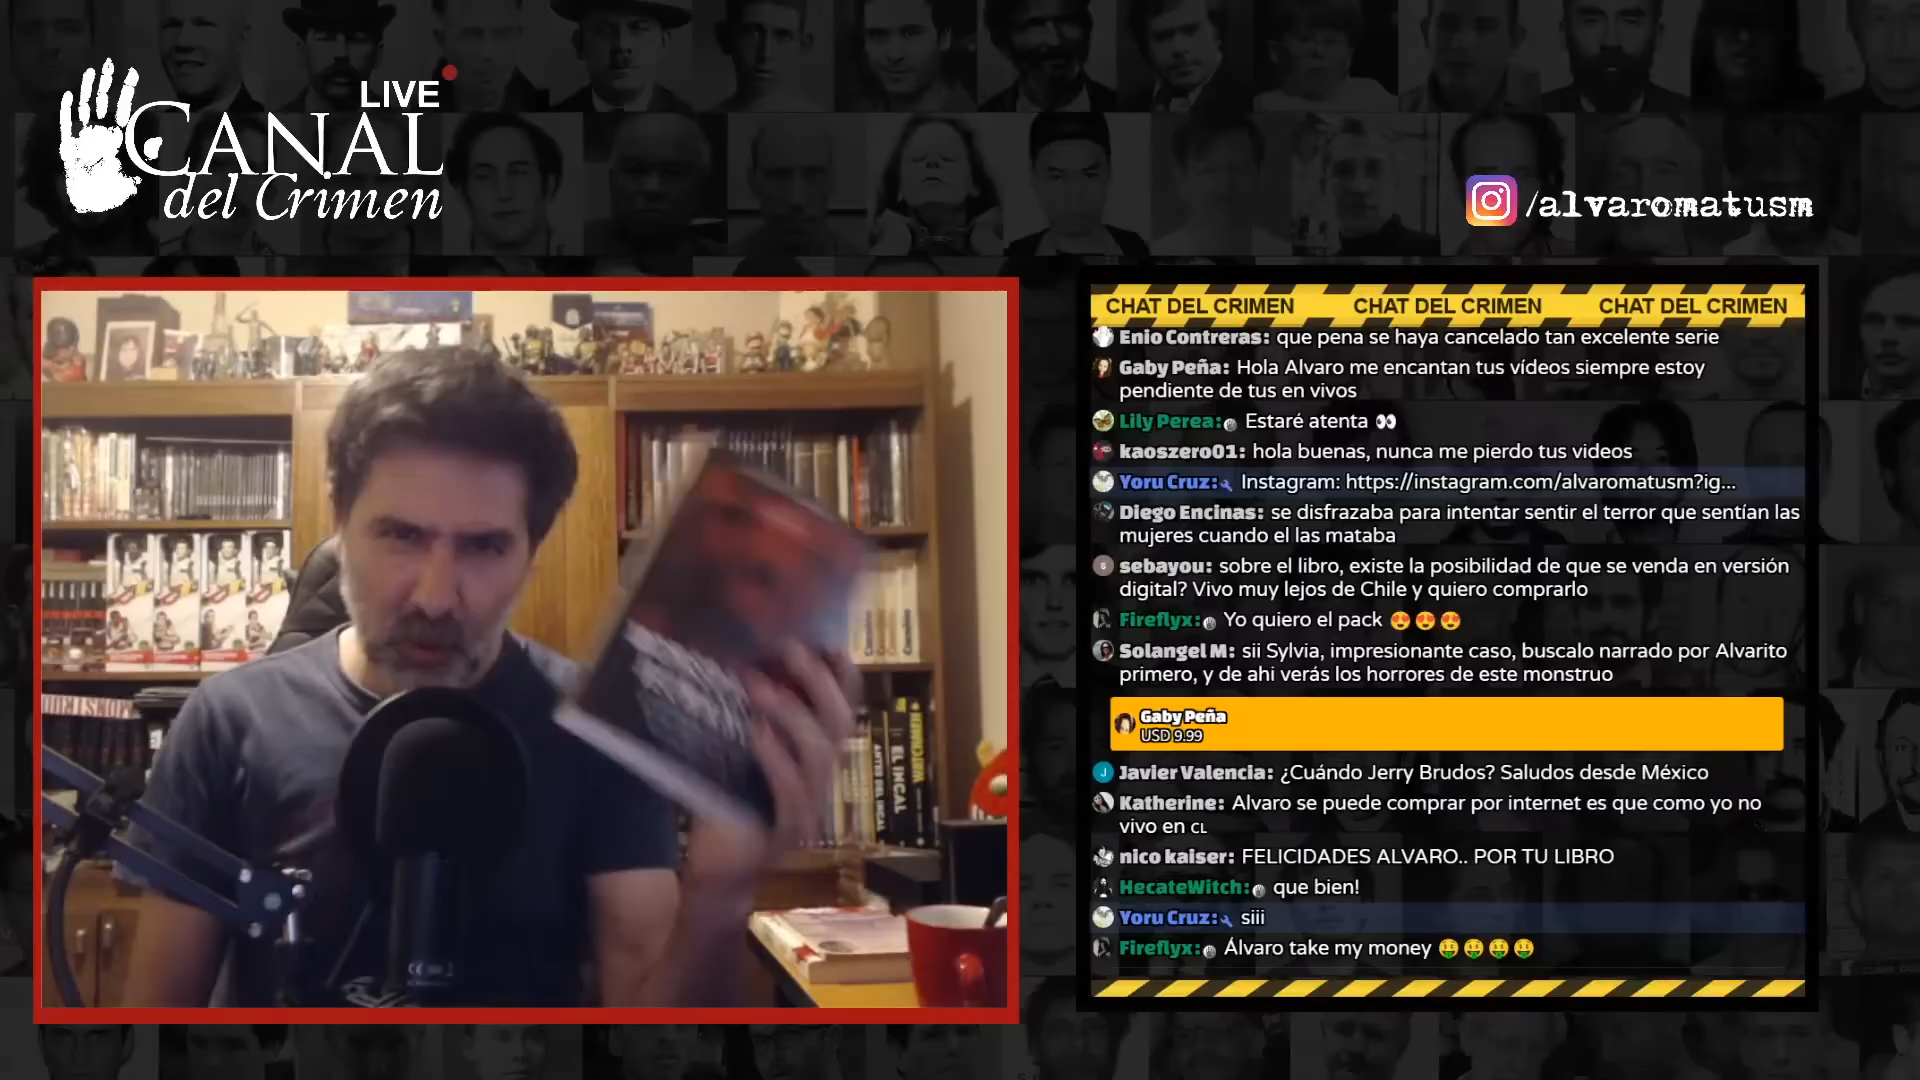 LIVE
CANAL
del Crimen
/alvaromatusm
CHAT DEL CRIMEN CHAT DEL CRIMEN CHAT DEL CRIMEN
Enio Contreras: que pena se haya cancelado tan excelente serie
Gaby Peña: Hola Alvaro me encantan tus vídeos siempre estoy
pendiente de tus en vivos
Lily Perea: Estaré atenta 👀
kaoszero01: hola buenas, nunca me pierdo tus videos
Yoru Cruz: Instagram: https://instagram.com/alvaromatusm?ig...
Diego Encinas: se disfrazaba para intentar sentir el terror que sentían las
mujeres cuando el las mataba
sebayou: sobre el libro, existe la posibilidad de que se venda en versión
digital? Vivo muy lejos de Chile y quiero comprarlo
Fireflyx: Yo quiero el pack 😍😍😍
Solangel M: sii Sylvia, impresionante caso, buscalo narrado por Alvarito
primero, y de ahi verás los horrores de este monstruo
Gaby Peña
USD 9.99
Javier Valencia: ¿Cuándo Jerry Brudos? Saludos desde México
Katherine: Alvaro se puede comprar por internet es que como yo no
vivo en CL
nico kaiser: FELICIDADES ALVARO.. POR TU LIBRO
HecateWitch: que bien!
Yoru Cruz: siii
Fireflyx: Álvaro take my money 🤑🤑🤑🤑
WATCHMEN
EL INCAL
ANTES DEL INCAL